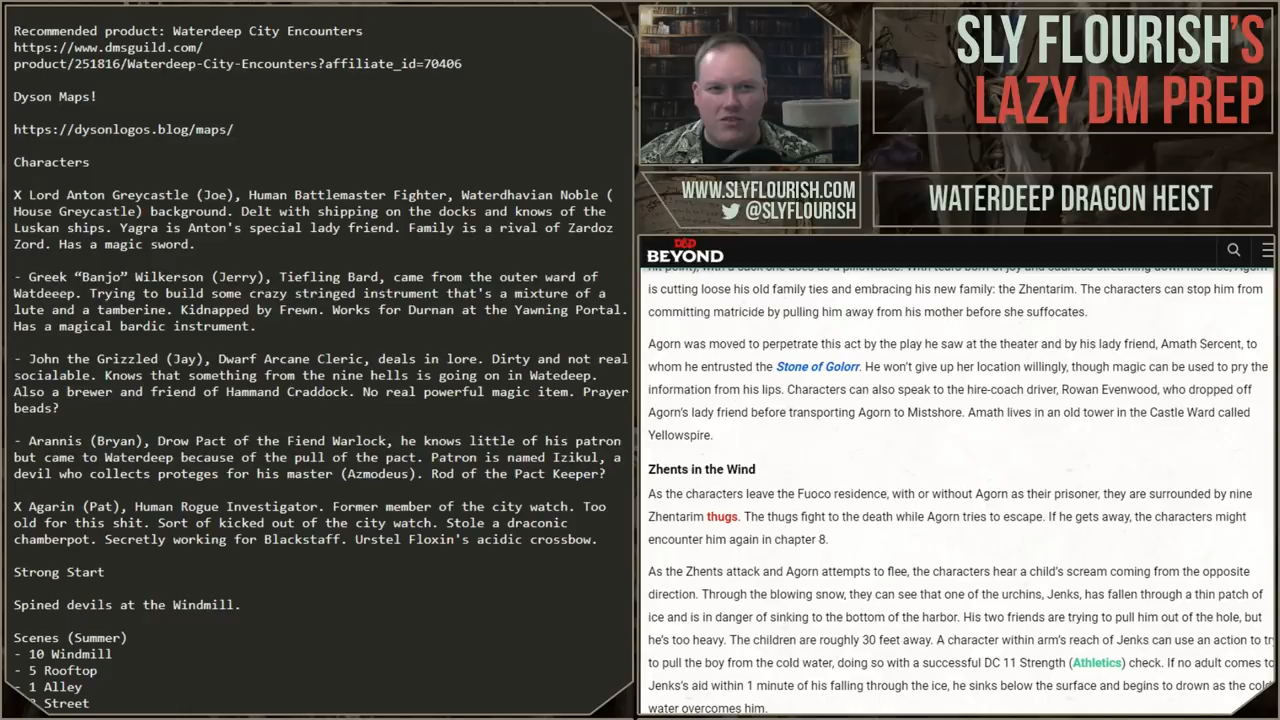 Recommended product: Waterdeep City Encounters
https://www.dmsguild.com/
product/251816/Waterdeep-City-Encounters?affiliate_id=70406
Dyson Maps!
https://dysonlogos.blog/maps/
Characters
X Lord Anton Greycastle (Joe), Human Battlemaster Fighter, Waterdhavian Noble (
House Greycastle) background. Delt with shipping on the docks and knows of the
Luskan ships. Yagra is Anton's special lady friend. Family is a rival of Zardoz
Zord. Has a magic sword.
- Greek “Banjo” Wilkerson (Jerry), Tiefling Bard, came from the outer ward of
Watdeeep. Trying to build some crazy stringed instrument that's a mixture of a
lute and a tamberine. Kidnapped by Frewn. Works for Durnan at the Yawning Portal.
Has a magical bardic instrument.
- John the Grizzled (Jay), Dwarf Arcane Cleric, deals in lore. Dirty and not real
socialable. Knows that something from the nine hells is going on in Watedeep.
Also a brewer and friend of Hammand Craddock. No real powerful magic item. Prayer
beads?
- Arannis (Bryan), Drow Pact of the Fiend Warlock, he knows little of his patron
but came to Waterdeep because of the pull of the pact. Patron is named Izikul, a
devil who collects proteges for his master (Azmodeus). Rod of the Pact Keeper?
X Agarin (Pat), Human Rogue Investigator. Former member of the city watch. Too
old for this shit. Sort of kicked out of the city watch. Stole a draconic
chamberpot. Secretly working for Blackstaff. Urstel Floxin's acidic crossbow.
Strong Start
Spined devils at the Windmill.
Scenes (Summer)
- 10 Windmill
- 5 Rooftop
- 1 Alley
Street
SLY FLOURISH'S
LAZY DM PREP
WWW.SLYFLOURISH.COM
@SLYFLOURISH
WATERDEEP DRAGON HEIST
D&D
BEYOND
hit point), with a sack she uses as a pillowcase. With tears born of joy and sadness streaming down his face, Agorn
is cutting loose his old family ties and embracing his new family: the Zhentarim. The characters can stop him from
committing matricide by pulling him away from his mother before she suffocates.
Agorn was moved to perpetrate this act by the play he saw at the theater and by his lady friend, Amath Sercent, to
whom he entrusted the Stone of Golorr. He won't give up her location willingly, though magic can be used to pry the
information from his lips. Characters can also speak to the hire-coach driver, Rowan Evenwood, who dropped off
Agorn's lady friend before transporting Agorn to Mistshore. Amath lives in an old tower in the Castle Ward called
Yellowspire.
Zhents in the Wind
As the characters leave the Fuoco residence, with or without Agorn as their prisoner, they are surrounded by nine
Zhentarim thugs. The thugs fight to the death while Agorn tries to escape. If he gets away, the characters might
encounter him again in chapter 8.
As the Zhents attack and Agorn attempts to flee, the characters hear a child's scream coming from the opposite
direction. Through the blowing snow, they can see that one of the urchins, Jenks, has fallen through a thin patch of
ice and is in danger of sinking to the bottom of the harbor. His two friends are trying to pull him out of the hole, but
he's too heavy. The children are roughly 30 feet away. A character within arm's reach of Jenks can use an action to try
to pull the boy from the cold water, doing so with a successful DC 11 Strength (Athletics) check. If no adult comes to
Jenks's aid within 1 minute of his falling through the ice, he sinks below the surface and begins to drown as the cold
water overcomes him.